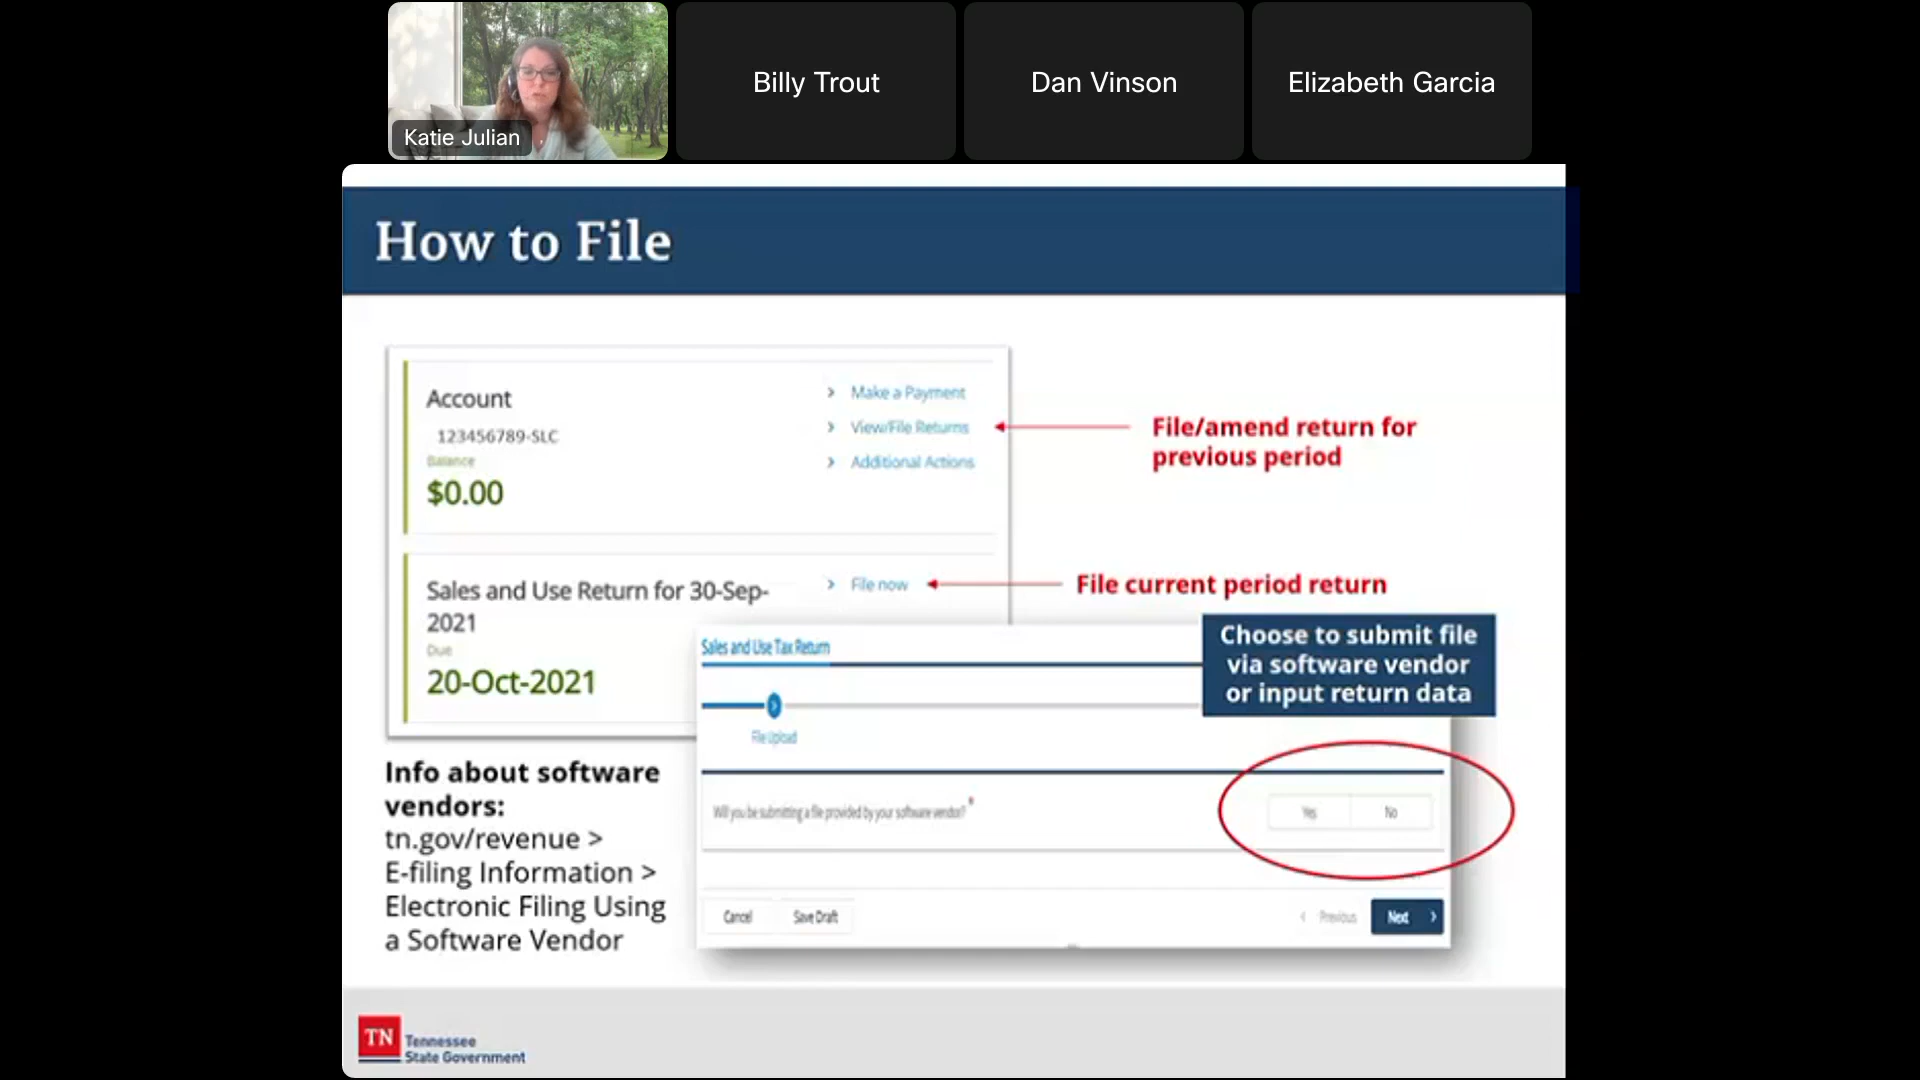 Katie Julian
Billy Trout
Dan Vinson
Elizabeth Garcia
How to File
Account
123456789-SLC
Balance
$0.00
Make a Payment
View/File Returns
Additional Actions
File/amend return for
previous period
Sales and Use Return for 30-Sep-
2021
Due
20-Oct-2021
File now
File current period return
Choose to submit file
via software vendor
or input return data
Sales and Use Tax Return
File Upload
Will you be submitting a file provided by your software vendor? *
Yes
No
Cancel
Save Draft
Previous
Next
Info about software
vendors:
tn.gov/revenue >
E-filing Information >
Electronic Filing Using
a Software Vendor
TN
Tennessee
State Government